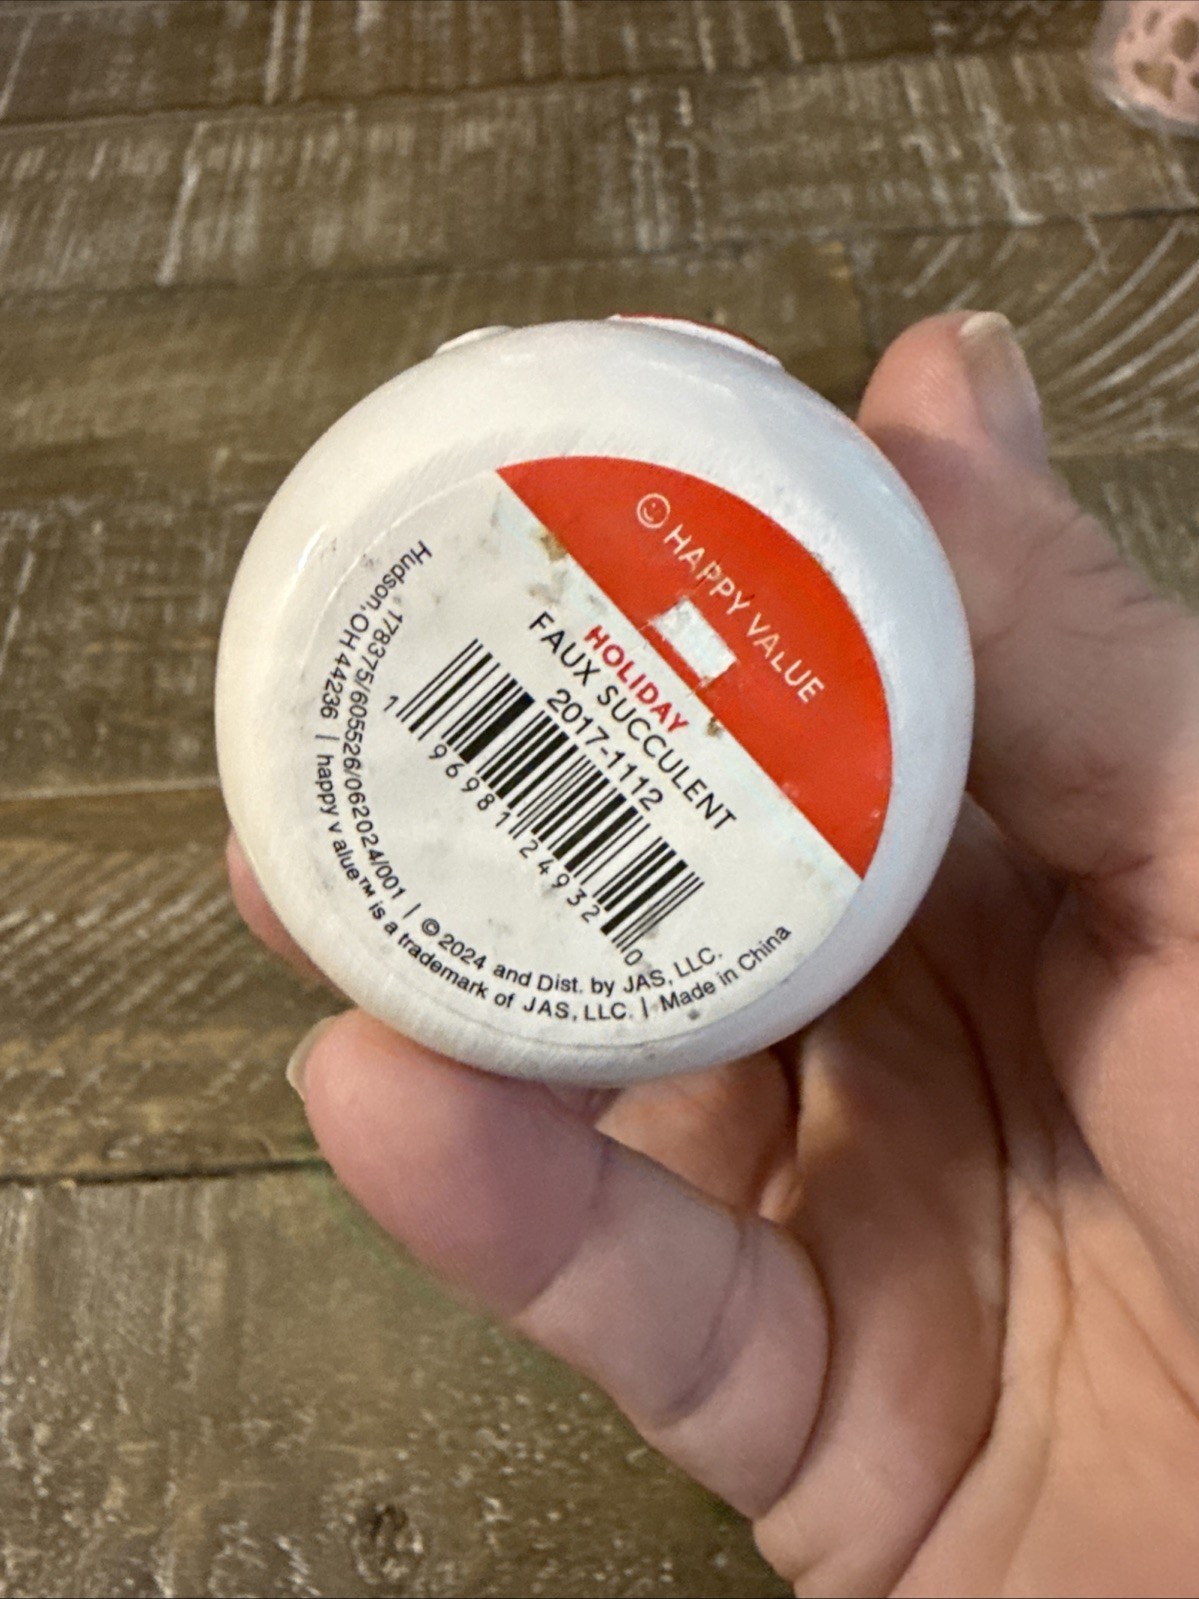 HAPPY VALUE
HOLIDAY
FAUX SUCCULENT
2017-1112
1 96981 24932 0
178375/605526/062024/001 | © 2024 and Dist. by JAS, LLC.
Hudson, OH 44236 | happy value™ is a trademark of JAS, LLC. | Made in China